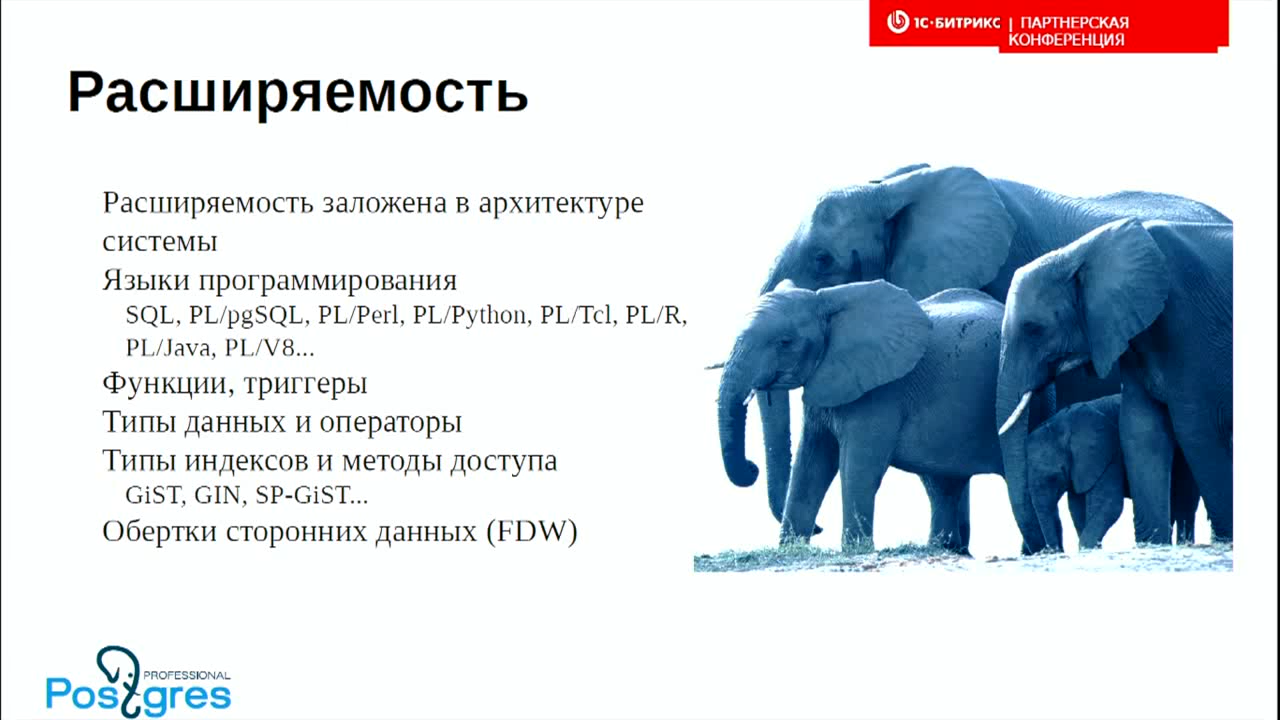 1С·БИТРИКС | ПАРТНЕРСКАЯ
КОНФЕРЕНЦИЯ
Расширяемость
Расширяемость заложена в архитектуре
системы
Языки программирования
SQL, PL/pgSQL, PL/Perl, PL/Python, PL/Tcl, PL/R,
PL/Java, PL/V8...
Функции, триггеры
Типы данных и операторы
Типы индексов и методы доступа
GiST, GIN, SP-GiST...
Обертки сторонних данных (FDW)
PROFESSIONAL
Postgres